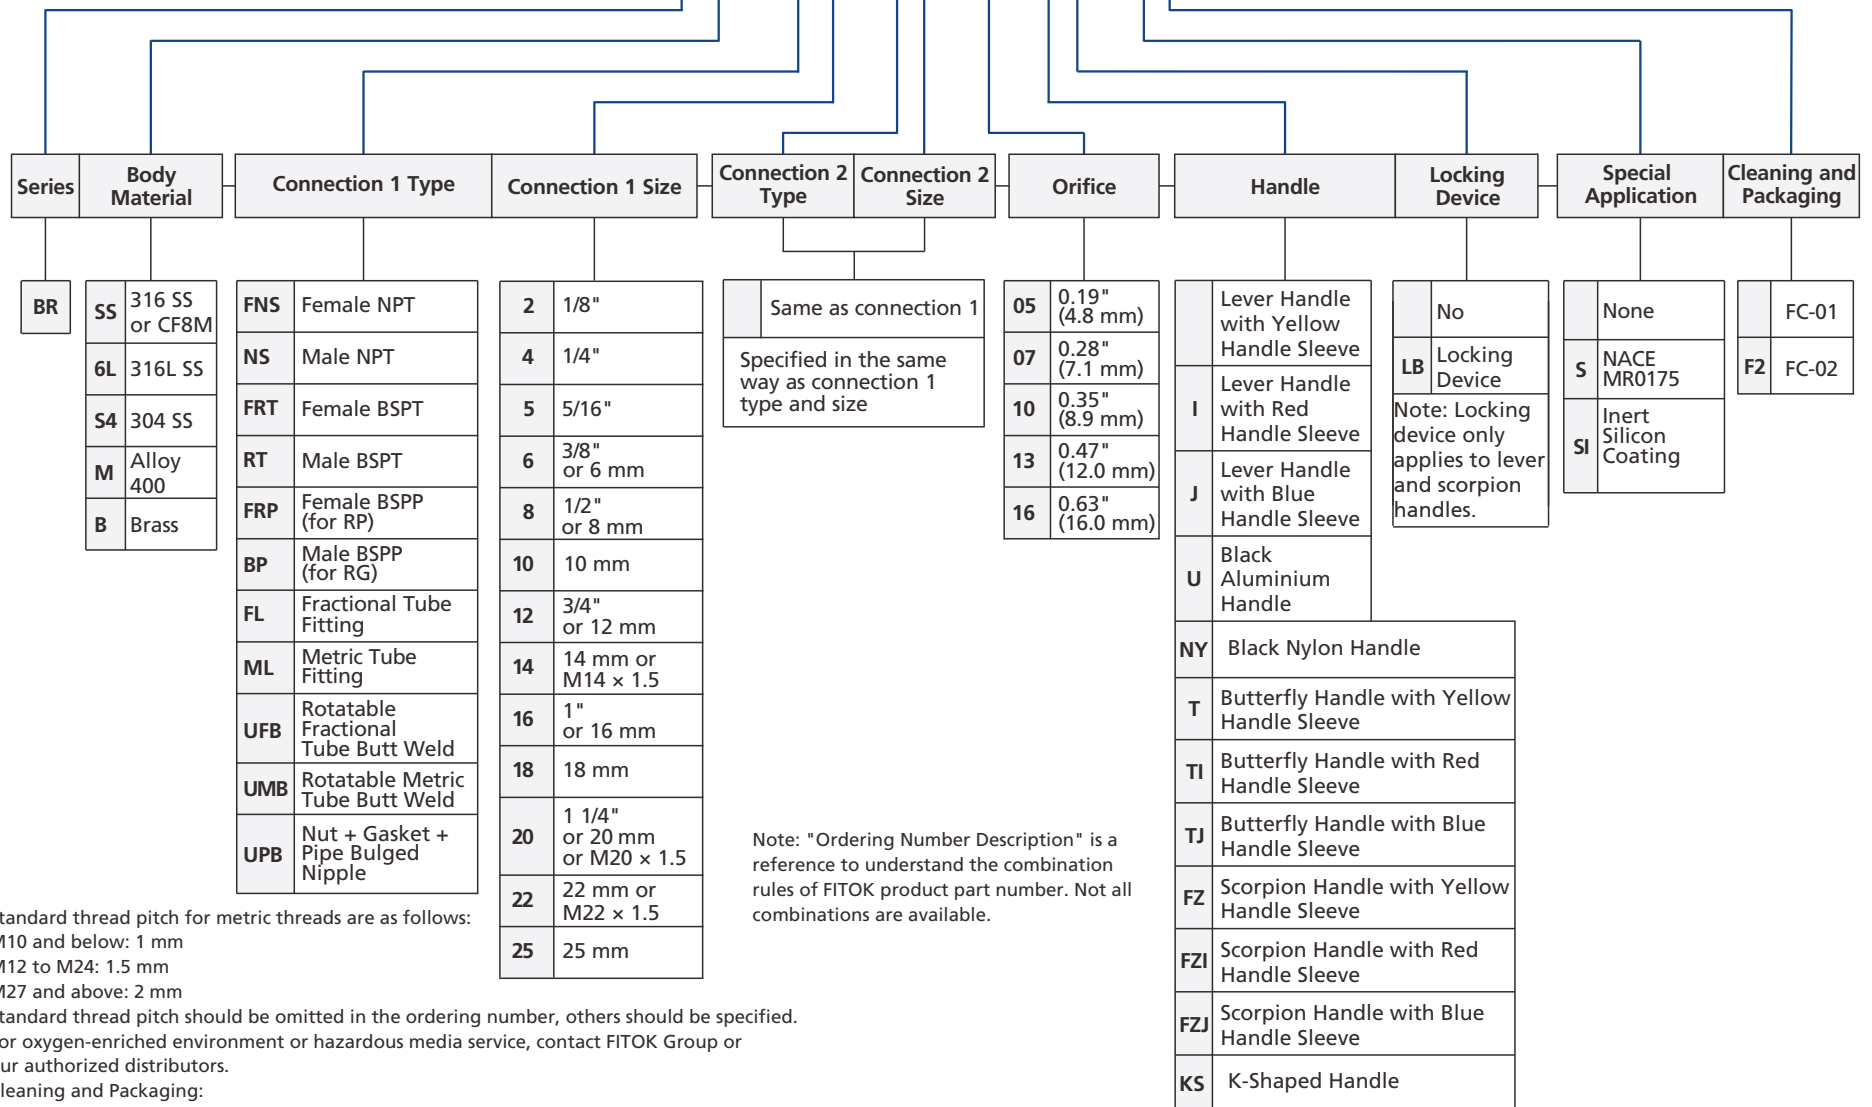 Series
Body
Material
Connection 1 Type
Connection 1 Size
Connection 2
Type
Connection 2
Size
Orifice
Handle
Locking
Device
Special
Application
Cleaning and
Packaging
BR
SS 316 SS
or CF8M
6L 316L SS
S4 304 SS
M Alloy
400
B Brass
FNS Female NPT
NS Male NPT
FRT Female BSPT
RT Male BSPT
FRP Female BSPP
(for RP)
BP Male BSPP
(for RG)
FL Fractional Tube
Fitting
ML Metric Tube
Fitting
UFB Rotatable
Fractional
Tube Butt Weld
UMB Rotatable Metric
Tube Butt Weld
UPB Nut + Gasket +
Pipe Bulged
Nipple
2 1/8"
4 1/4"
5 5/16"
6 3/8"
or 6 mm
8 1/2"
or 8 mm
10 10 mm
12 3/4"
or 12 mm
14 14 mm or
M14 × 1.5
16 1"
or 16 mm
18 18 mm
20 1 1/4"
or 20 mm
or M20 × 1.5
22 22 mm or
M22 × 1.5
25 25 mm
Same as connection 1
Specified in the same
way as connection 1
type and size
05 0.19"
(4.8 mm)
07 0.28"
(7.1 mm)
10 0.35"
(8.9 mm)
13 0.47"
(12.0 mm)
16 0.63"
(16.0 mm)
Lever Handle
with Yellow
Handle Sleeve
I Lever Handle
with Red
Handle Sleeve
J Lever Handle
with Blue
Handle Sleeve
U Black
Aluminium
Handle
NY Black Nylon Handle
T Butterfly Handle with Yellow
Handle Sleeve
TI Butterfly Handle with Red
Handle Sleeve
TJ Butterfly Handle with Blue
Handle Sleeve
FZ Scorpion Handle with Yellow
Handle Sleeve
FZI Scorpion Handle with Red
Handle Sleeve
FZJ Scorpion Handle with Blue
Handle Sleeve
KS K-Shaped Handle
No
LB Locking
Device
Note: Locking
device only
applies to lever
and scorpion
handles.
None
S NACE
MR0175
SI Inert
Silicon
Coating
FC-01
F2 FC-02
Note: "Ordering Number Description" is a
reference to understand the combination
rules of FITOK product part number. Not all
combinations are available.
tandard thread pitch for metric threads are as follows:
M10 and below: 1 mm
M12 to M24: 1.5 mm
M27 and above: 2 mm
tandard thread pitch should be omitted in the ordering number, others should be specified.
or oxygen-enriched environment or hazardous media service, contact FITOK Group or
ur authorized distributors.
leaning and Packaging: